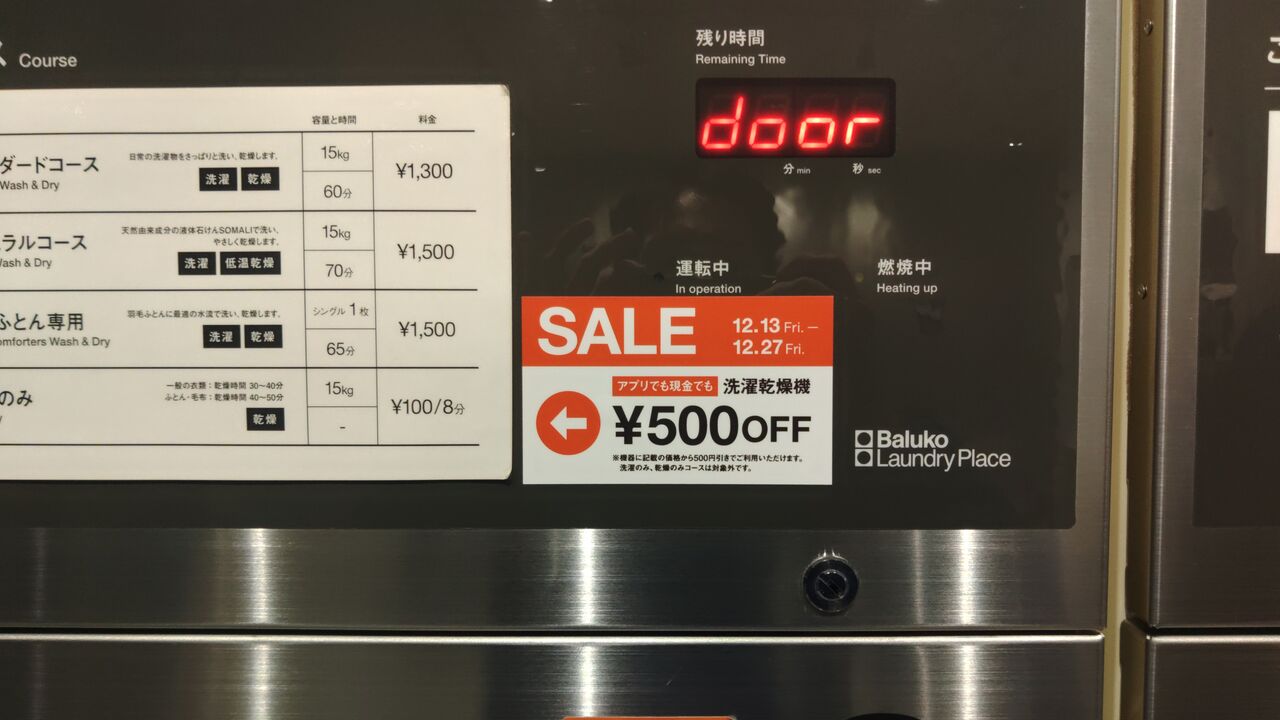 Course
残り時間
Remaining Time
door
分 min 秒 sec
容量と時間 料金
ダードコース
Wash & Dry
日常の洗濯物をさっぱりと洗い、乾燥します。
洗濯 乾燥
15kg
60分
¥1,300
ラルコース
Wash & Dry
天然由来成分の液体石けんSOMALIで洗い、
やさしく乾燥します。
洗濯 低温乾燥
15kg
70分
¥1,500
ふとん専用
omforters Wash & Dry
羽毛ふとんに最適の水流で洗い、乾燥します。
洗濯 乾燥
シングル 1枚
65分
¥1,500
のみ
一般の衣類：乾燥時間 30〜40分
ふとん・毛布：乾燥時間 40〜50分
乾燥
15kg
-
¥100/8分
運転中
In operation
燃焼中
Heating up
SALE
12.13 Fri. –
12.27 Fri.
アプリでも現金でも 洗濯乾燥機
¥500OFF
※機器に記載の価格から500円引きでご利用いただけます。
洗濯のみ、乾燥のみコースは対象外です。
Baluko
Laundry Place